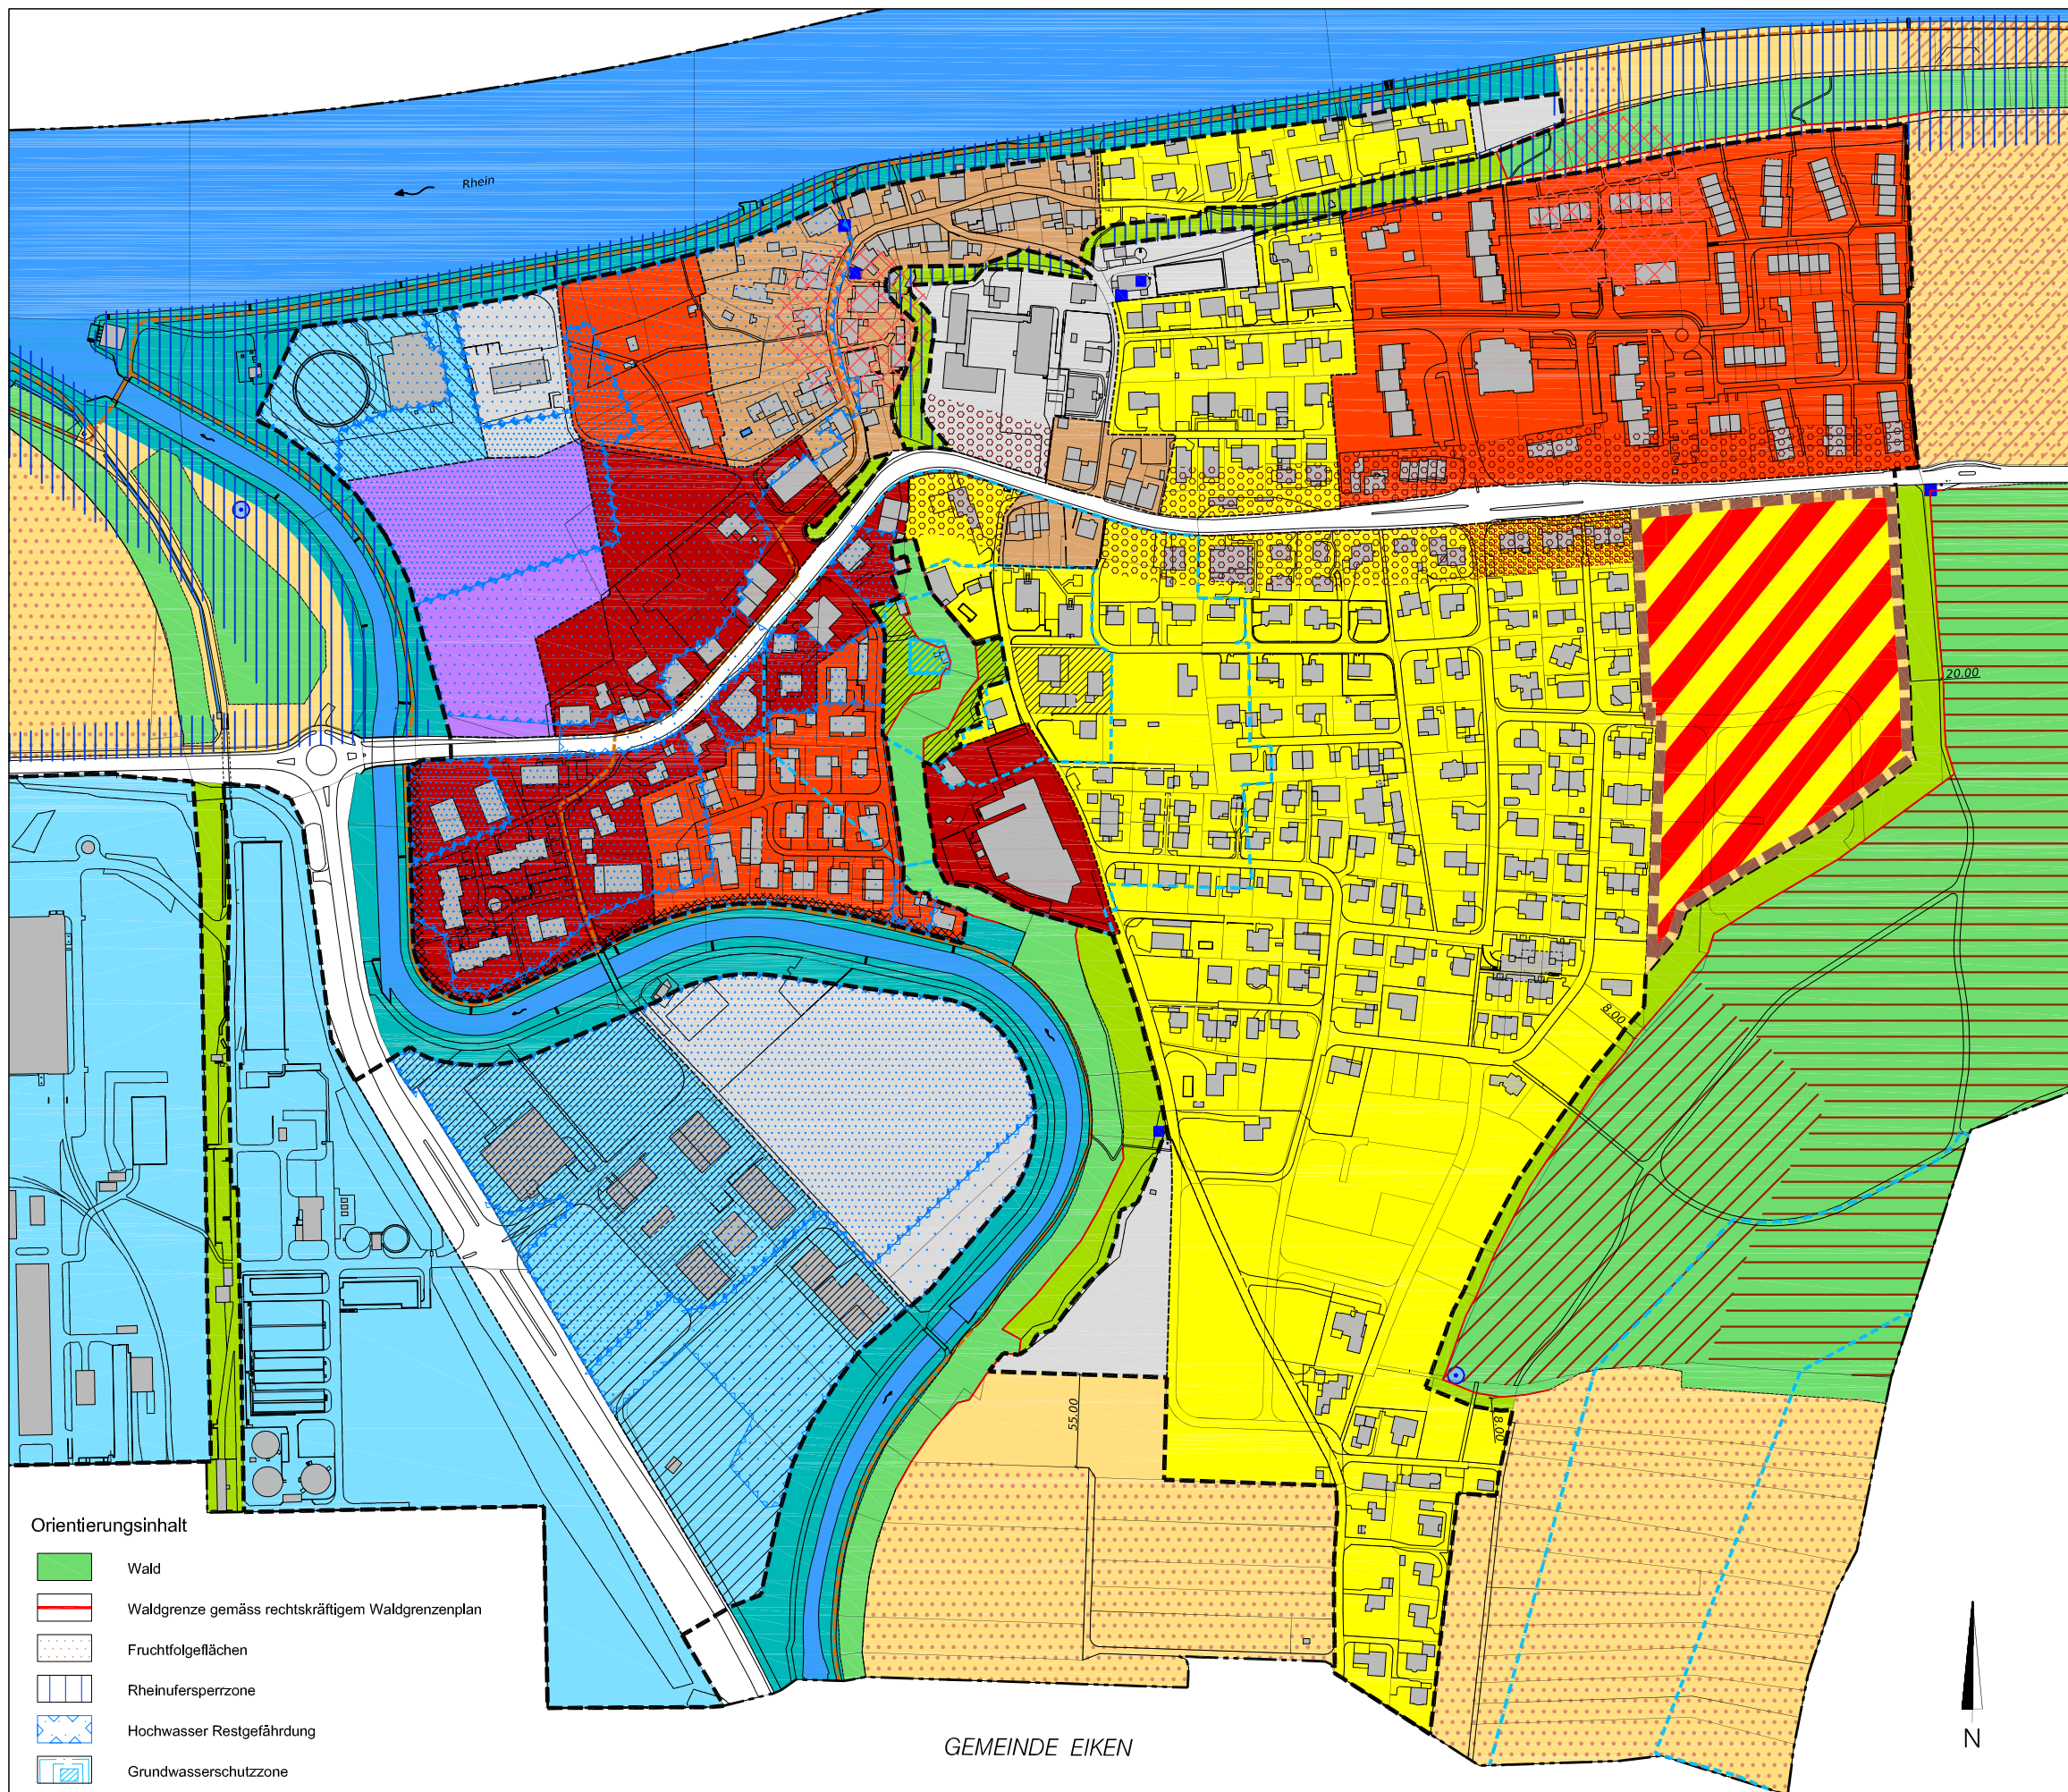 Rhein
20.00
8.00
55.00
8.00
Orientierungsinhalt
Wald
Waldgrenze gemäss rechtskräftigem Waldgrenzenplan
Fruchtfolgeflächen
Rheinufersperrzone
Hochwasser Restgefährdung
Grundwasserschutzzone
GEMEINDE EIKEN
N